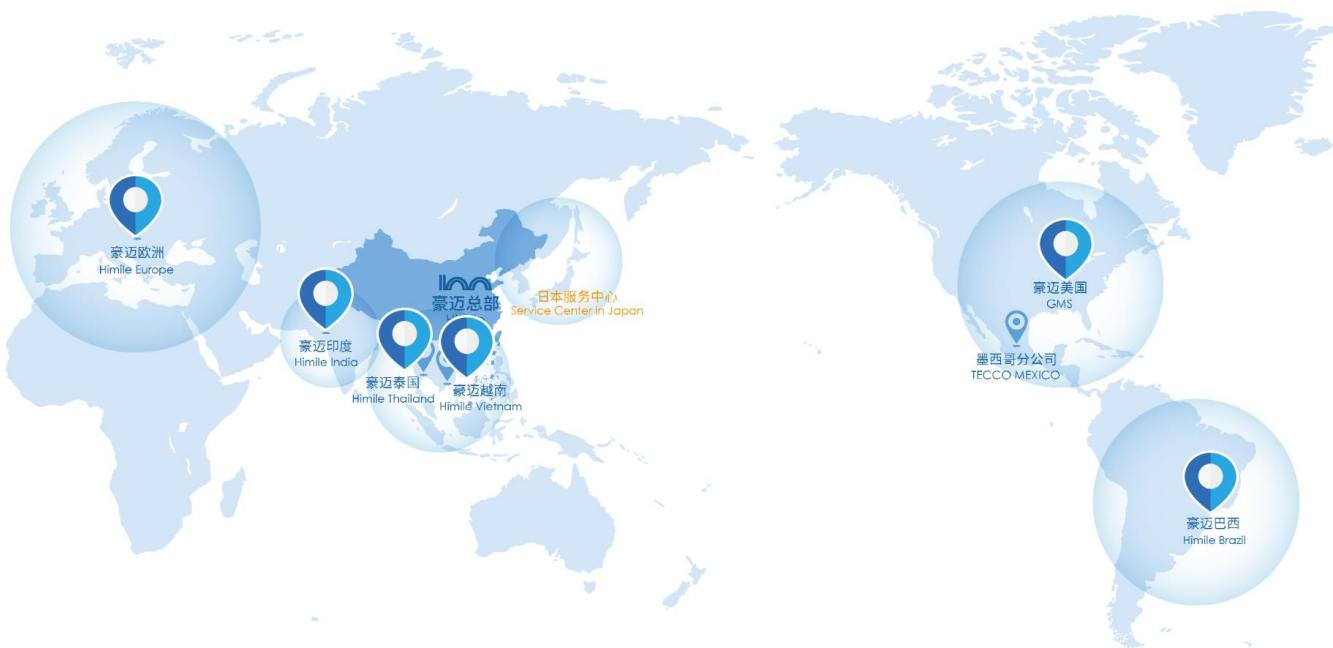 豪迈欧洲
Himile Europe
豪迈总部
日本服务中心
Service Center in Japan
豪迈印度
Himile India
豪迈泰国
Himile Thailand
豪迈越南
Himile Vietnam
豪迈美国
GMS
墨西哥分公司
TECCO MEXICO
豪迈巴西
Himile Brazil